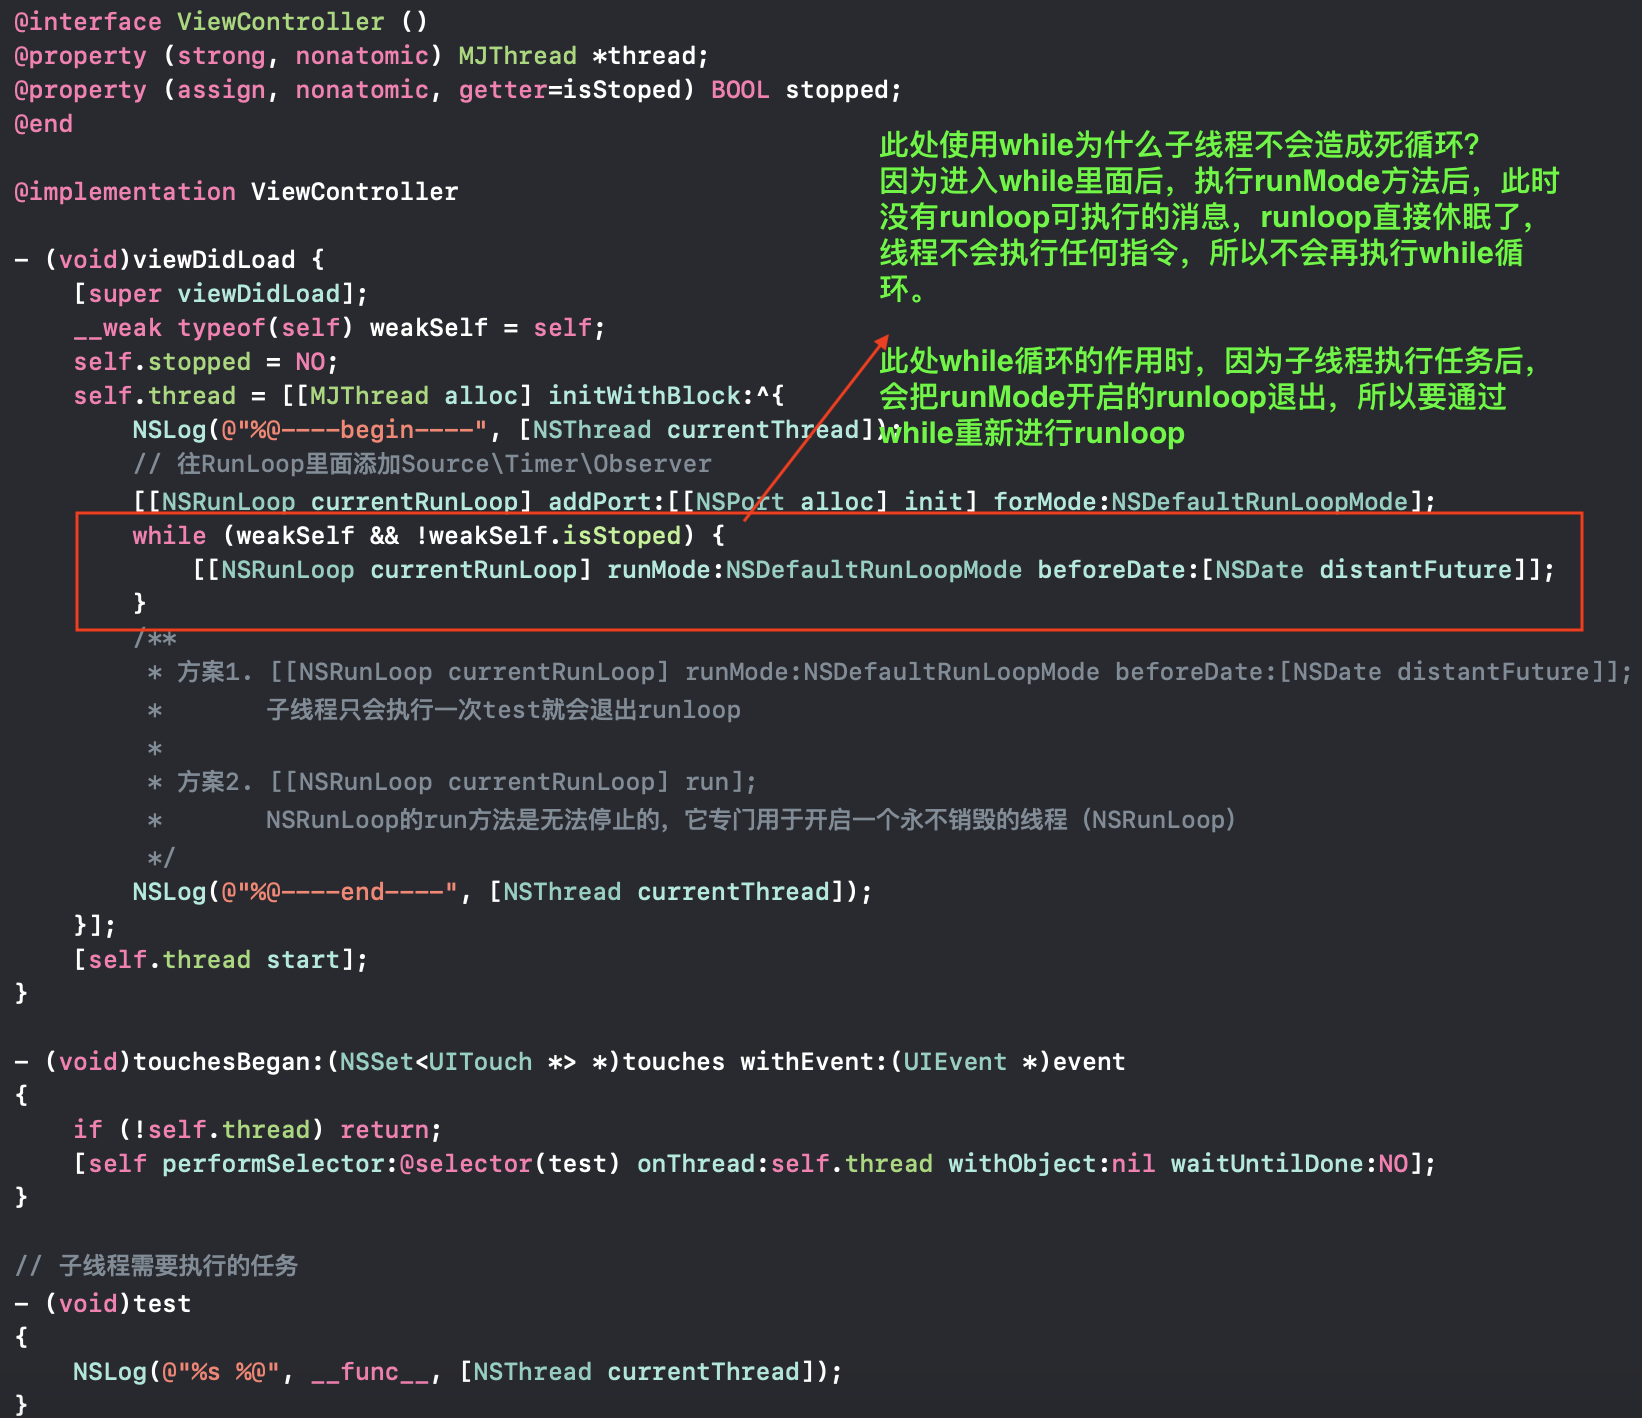 @interface ViewController ()
@property (strong, nonatomic) MJThread *thread;
@property (assign, nonatomic, getter=isStoped) BOOL stopped;
@end
@implementation ViewController
- (void)viewDidLoad {
[super viewDidLoad];
__weak typeof(self) weakSelf = self;
self.stopped = NO;
self.thread = [[MJThread alloc] initWithBlock:^{
NSLog(@"%@----begin----", [NSThread currentThread]);
// 往RunLoop里面添加Source\Timer\Observer
[[NSRunLoop currentRunLoop] addPort:[[NSPort alloc] init] forMode:NSDefaultRunLoopMode];
while (weakSelf && !weakSelf.isStoped) {
[[NSRunLoop currentRunLoop] runMode:NSDefaultRunLoopMode beforeDate:[NSDate distantFuture]];
}
/**
* 方案1. [[NSRunLoop currentRunLoop] runMode:NSDefaultRunLoopMode beforeDate:[NSDate distantFuture]];
* 子线程只会执行一次test就会退出runloop
*
* 方案2. [[NSRunLoop currentRunLoop] run];
* NSRunLoop的run方法是无法停止的，它专门用于开启一个永不销毁的线程（NSRunLoop）
*/
NSLog(@"%@----end----", [NSThread currentThread]);
}];
[self.thread start];
}
- (void)touchesBegan:(NSSet<UITouch *> *)touches withEvent:(UIEvent *)event
{
if (!self.thread) return;
[self performSelector:@selector(test) onThread:self.thread withObject:nil waitUntilDone:NO];
}
// 子线程需要执行的任务
- (void)test
{
NSLog(@"%s %@", __func__, [NSThread currentThread]);
}
此处使用while为什么子线程不会造成死循环？
因为进入while里面后，执行runMode方法后，此时
没有runloop可执行的消息，runloop直接休眠了，
线程不会执行任何指令，所以不会再执行while循
环。
此处while循环的作用时，因为子线程执行任务后，
会把runMode开启的runloop退出，所以要通过
while重新进行runloop